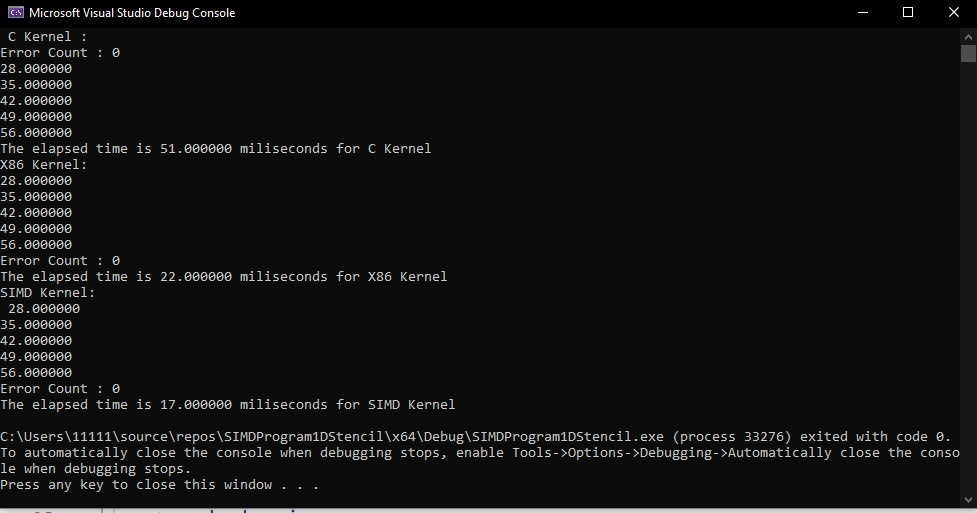 Microsoft Visual Studio Debug Console
 C Kernel :
Error Count : 0
28.000000
35.000000
42.000000
49.000000
56.000000
The elapsed time is 51.000000 miliseconds for C Kernel
X86 Kernel:
28.000000
35.000000
42.000000
49.000000
56.000000
Error Count : 0
The elapsed time is 22.000000 miliseconds for X86 Kernel
SIMD Kernel:
 28.000000
35.000000
42.000000
49.000000
56.000000
Error Count : 0
The elapsed time is 17.000000 miliseconds for SIMD Kernel
C:\Users\11111\source\repos\SIMDProgram1DStencil\x64\Debug\SIMDProgram1DStencil.exe (process 33276) exited with code 0.
To automatically close the console when debugging stops, enable Tools->Options->Debugging->Automatically close the conso
le when debugging stops.
Press any key to close this window . . .